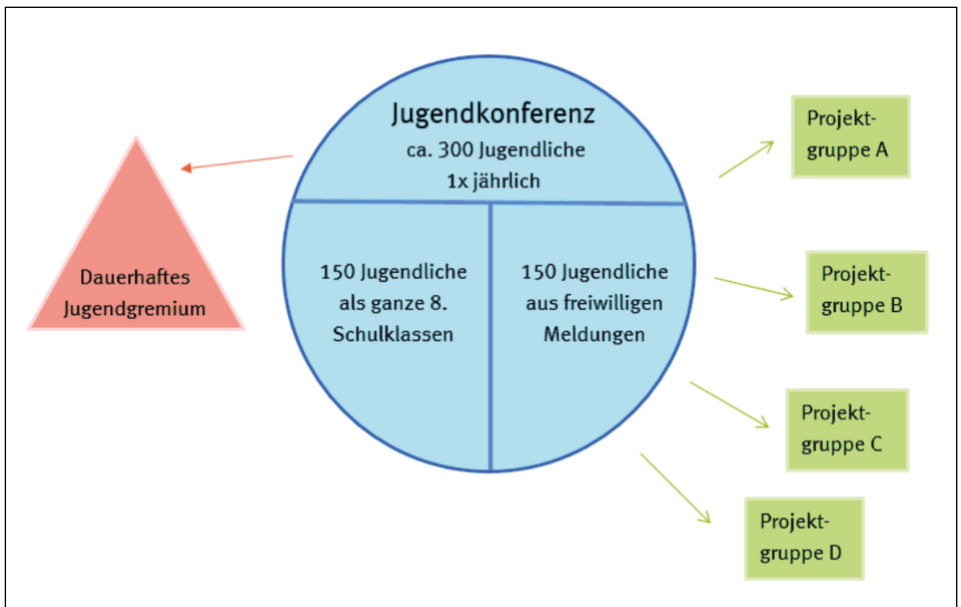 Jugendkonferenz
ca. 300 Jugendliche
1x jährlich
Dauerhaftes
Jugendgremium
150 Jugendliche
als ganze 8.
Schulklassen
150 Jugendliche
aus freiwilligen
Meldungen
Projekt-
gruppe A
Projekt-
gruppe B
Projekt-
gruppe C
Projekt-
gruppe D